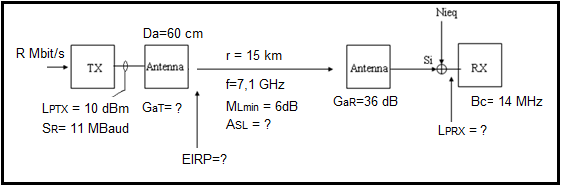 Nieq
Da=60 cm
R Mbit/s
TX
Antenna
r = 15 km
f=7,1 GHz
MLmin = 6dB
ASL = ?
Antenna
Si
RX
LPTX = 10 dBm
SR= 11 MBaud
GaT= ?
GaR=36 dB
Bc= 14 MHz
LPRX = ?
EIRP=?